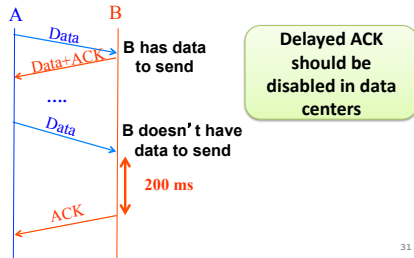 A
B
Data
B has data
to send
Data+ACK
....
Data
B doesn't have
data to send
200 ms
ACK
Delayed ACK
should be
disabled in data
centers
31